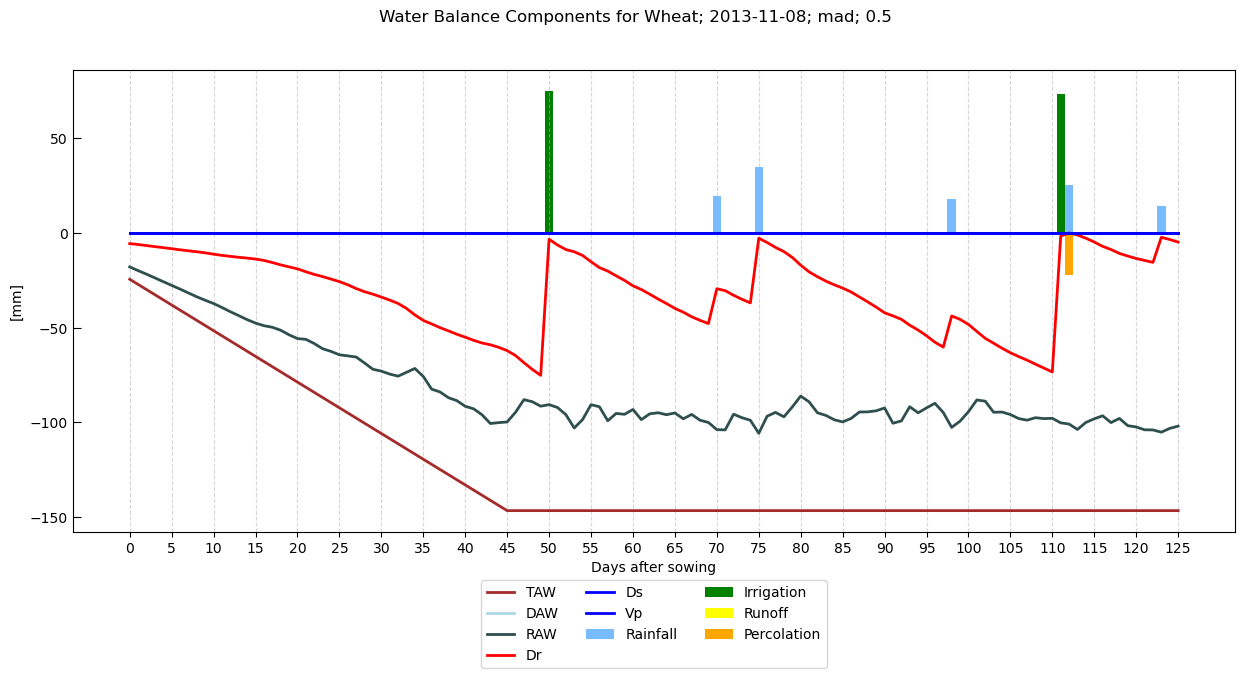 Water Balance Components for Wheat; 2013-11-08; mad; 0.5
[mm]
50
0
−50
−100
−150
0 5 10 15 20 25 30 35 40 45 50 55 60 65 70 75 80 85 90 95 100 105 110 115 120 125
Days after sowing
TAW Ds Irrigation
DAW Vp Runoff
RAW Rainfall Percolation
Dr